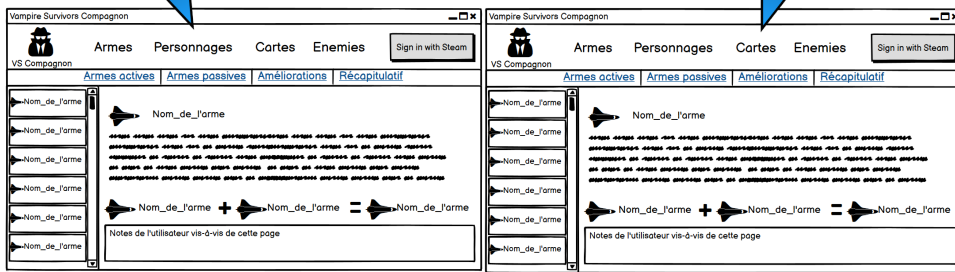 Vampire Survivors Compagnon
VS Compagnon
Armes Personnages Cartes Enemies
Sign in with Steam
Armes actives Armes passives Améliorations Récapitulatif
Nom_de_l'arme
Nom_de_l'arme
Nom_de_l'arme
Nom_de_l'arme
Nom_de_l'arme
Nom_de_l'arme
Nom_de_l'arme
Nom_de_l'arme + Nom_de_l'arme = Nom_de_l'arme
Notes de l'utilisateur vis-à-vis de cette page
Vampire Survivors Compagnon
VS Compagnon
Armes Personnages Cartes Enemies
Sign in with Steam
Armes actives Armes passives Améliorations Récapitulatif
Nom_de_l'arme
Nom_de_l'arme
Nom_de_l'arme
Nom_de_l'arme
Nom_de_l'arme
Nom_de_l'arme
Nom_de_l'arme
Nom_de_l'arme + Nom_de_l'arme = Nom_de_l'arme
Notes de l'utilisateur vis-à-vis de cette page